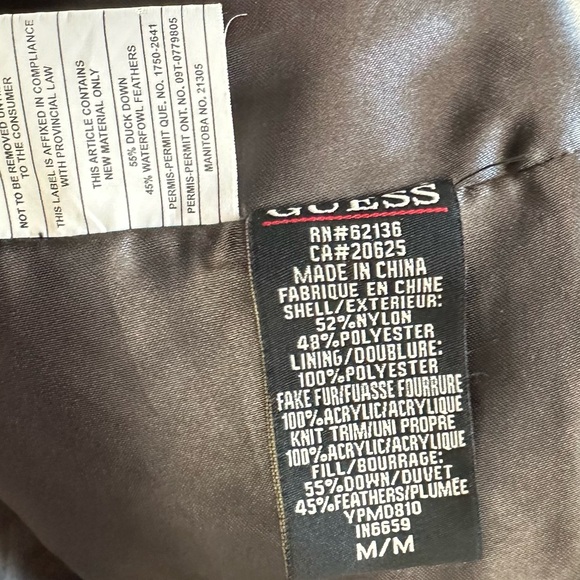 NOT TO BE REMOVED UNTIL
TO THE CONSUMER
THIS LABEL IS AFFIXED IN COMPLIANCE
WITH PROVINCIAL LAW
THIS ARTICLE CONTAINS
NEW MATERIAL ONLY
55% DUCK DOWN
45% WATERFOWL FEATHERS
PERMIS-PERMIT QUE. NO. 1750-2641
PERMIS-PERMIT ONT. NO. 09T-0779805
MANITOBA NO. 21305
GUESS
RN#62136
CA#20625
MADE IN CHINA
FABRIQUE EN CHINE
SHELL/EXTERIEUR:
52%NYLON
48%POLYESTER
LINING/DOUBLURE:
100%POLYESTER
FAKE FUR/FUASSE FOURRURE
100%ACRYLIC/ACRYLIQUE
KNIT TRIM/UNI PROPRE
100%ACRYLIC/ACRYLIQUE
FILL/BOURRAGE:
55%DOWN/DUVET
45%FEATHERS/PLUMÉE
YPMD810
IN6659
M/M